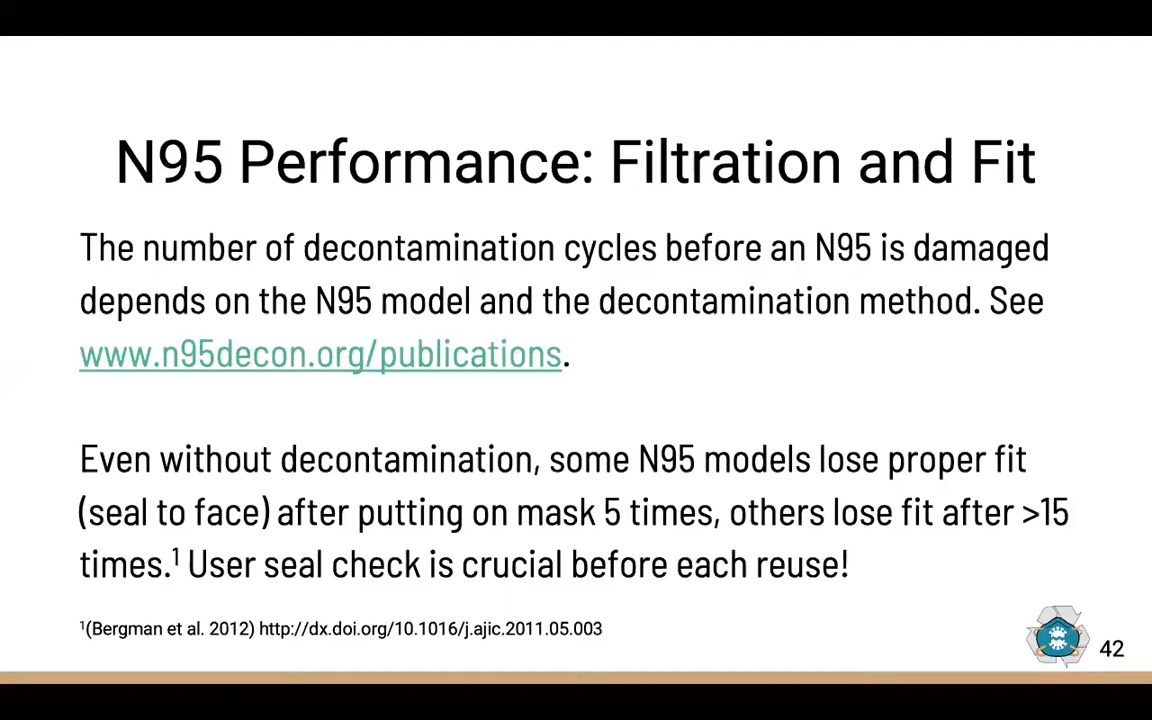 N95 Performance: Filtration and Fit
The number of decontamination cycles before an N95 is damaged
depends on the N95 model and the decontamination method. See
www.n95decon.org/publications.
Even without decontamination, some N95 models lose proper fit
(seal to face) after putting on mask 5 times, others lose fit after >15
times.¹ User seal check is crucial before each reuse!
¹(Bergman et al. 2012) http://dx.doi.org/10.1016/j.ajic.2011.05.003
42